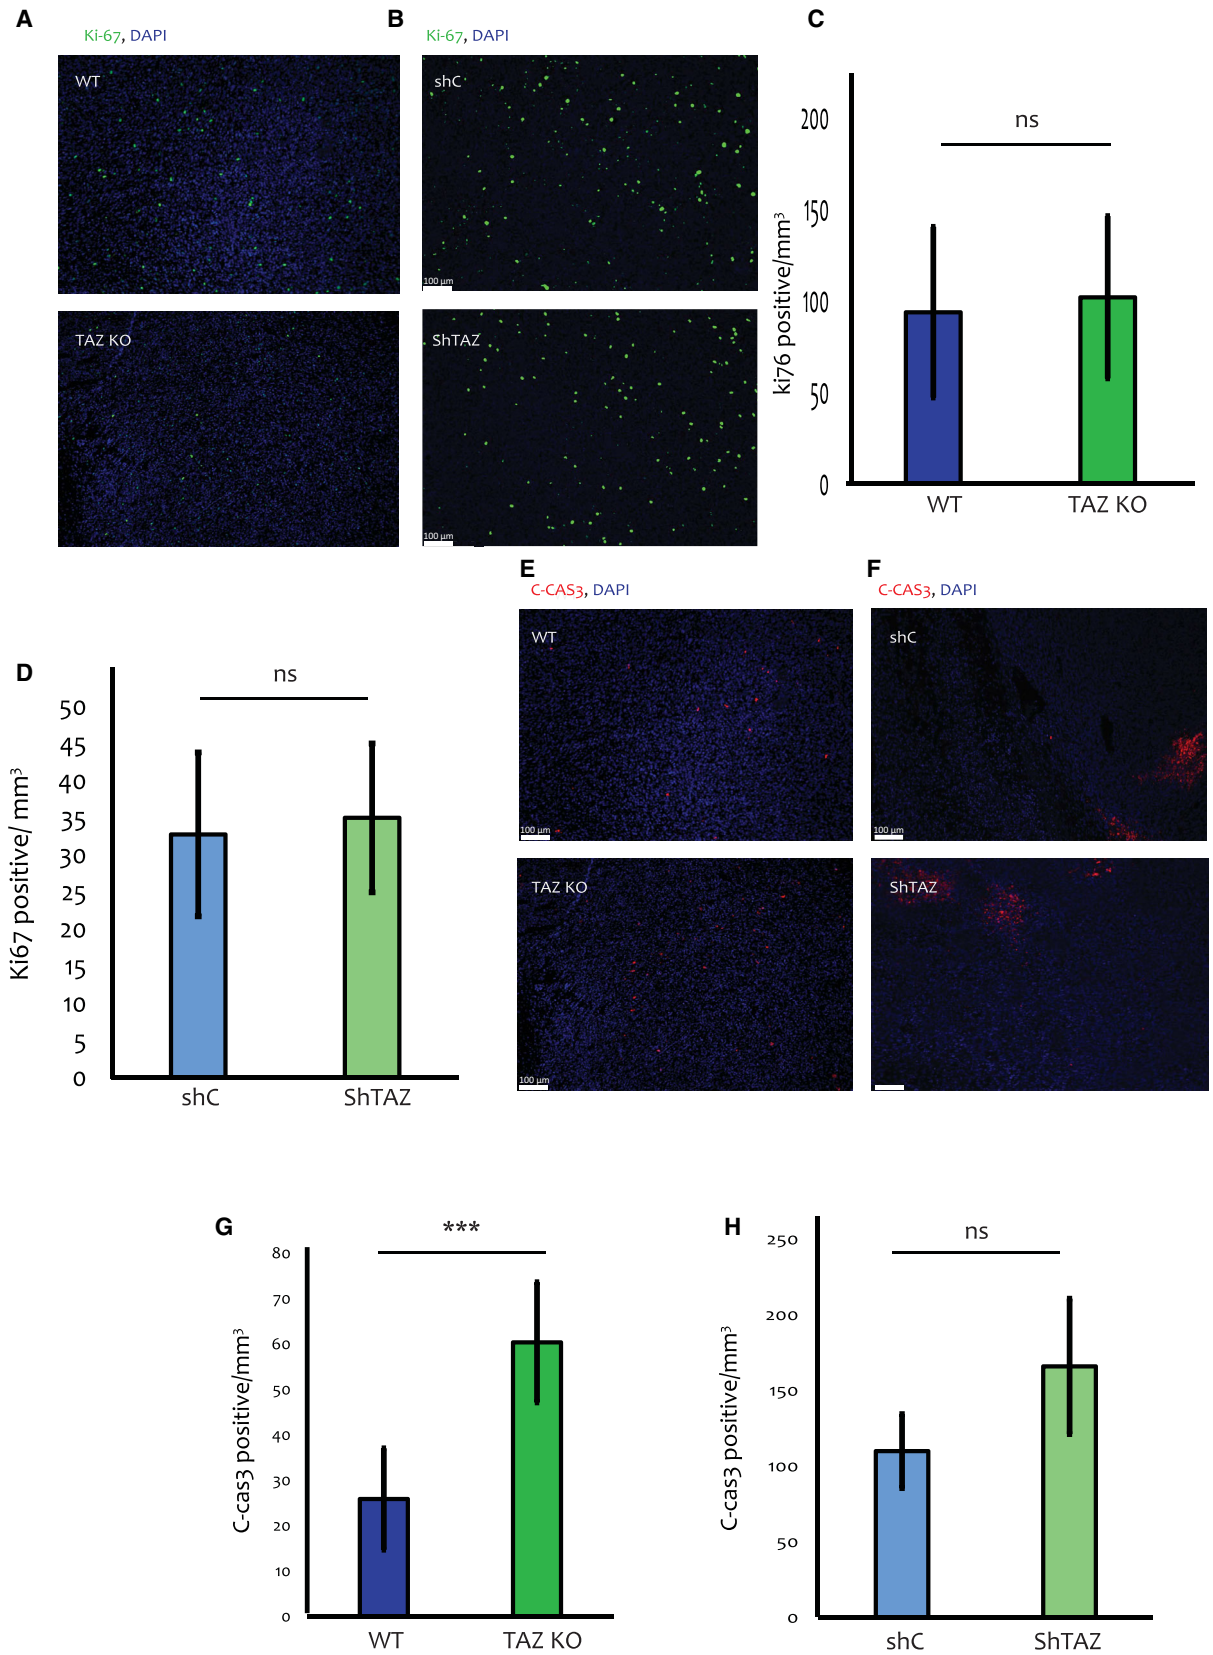 A
Ki-67, DAPI
WT
TAZ KO
B
Ki-67, DAPI
shC
100 µm
ShTAZ
100 µm
C
ns
200
150
100
50
0
ki76 positive/mm³
WT
TAZ KO
D
ns
50
45
40
35
30
25
20
15
10
5
0
Ki67 positive/ mm³
shC
ShTAZ
E
C-CAS3, DAPI
WT
100 µm
TAZ KO
100 µm
F
C-CAS3, DAPI
shC
100 µm
ShTAZ
G
***
80
70
60
50
40
30
20
10
0
C-cas3 positive/mm³
WT
TAZ KO
H
ns
250
200
150
100
50
0
C-cas3 positive/mm³
shC
ShTAZ